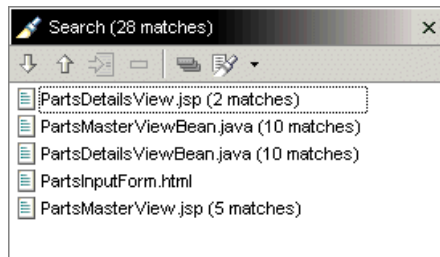 Search (28 matches)
PartsDetailsView.jsp (2 matches)
PartsMasterViewBean.java (10 matches)
PartsDetailsViewBean.java (10 matches)
PartsInputForm.html
PartsMasterView.jsp (5 matches)